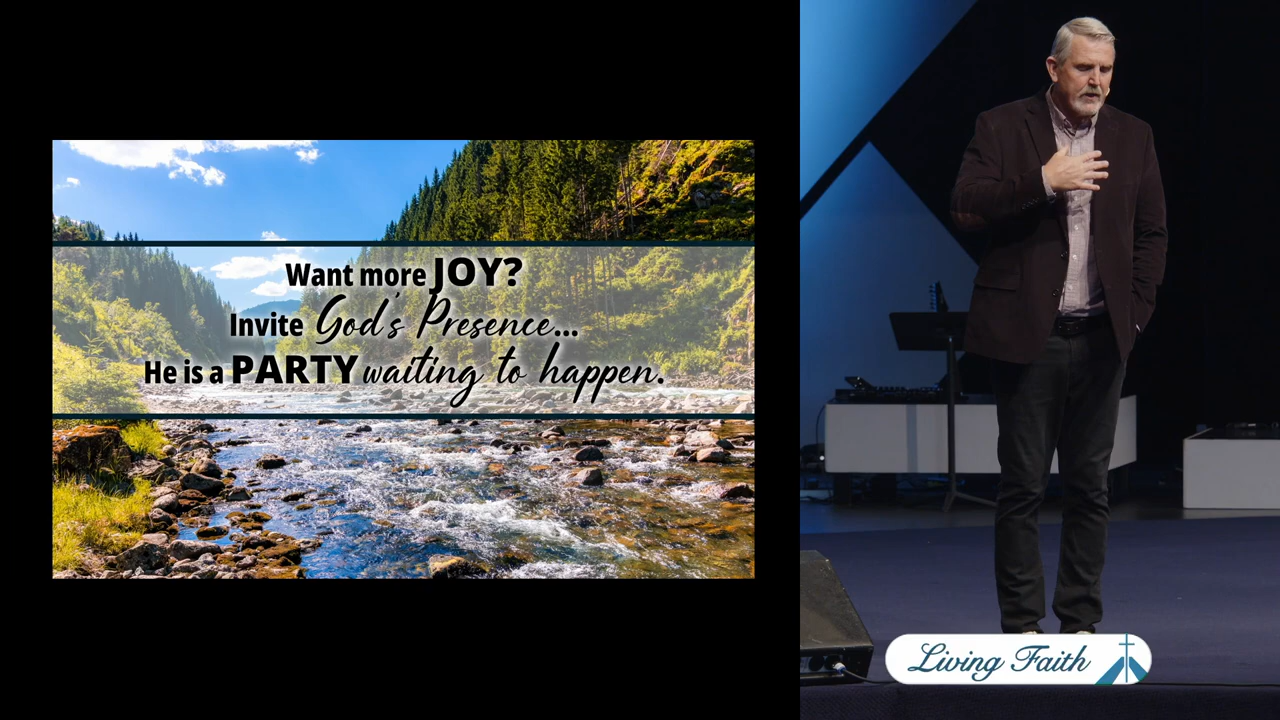 Want more JOY?
Invite God's Presence...
He is a PARTY waiting to happen.
Living Faith